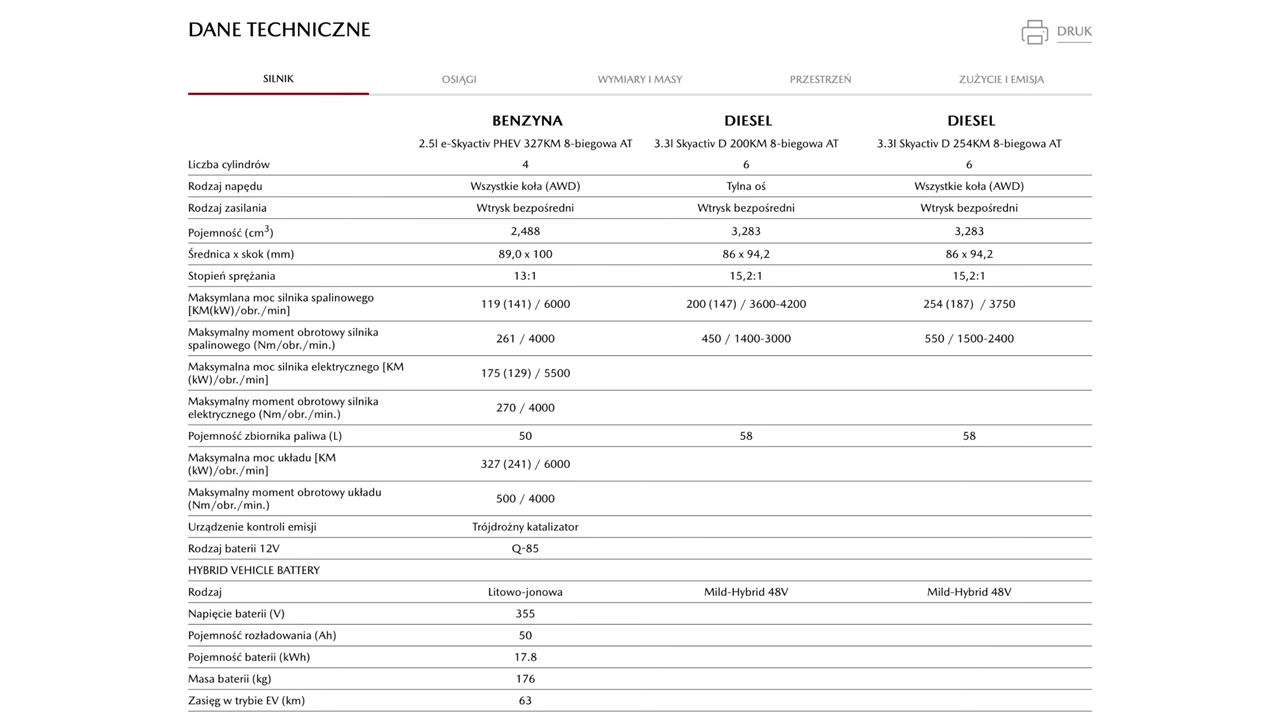 DANE TECHNICZNE
DRUK
SILNIK OSIĄGI WYMIARY I MASY PRZESTRZEŃ ZUŻYCIE I EMISJA
BENZYNA DIESEL DIESEL
2.5l e-Skyactiv PHEV 327KM 8-biegowa AT 3.3l Skyactiv D 200KM 8-biegowa AT 3.3l Skyactiv D 254KM 8-biegowa AT
Liczba cylindrów 4 6 6
Rodzaj napędu Wszystkie koła (AWD) Tylna oś Wszystkie koła (AWD)
Rodzaj zasilania Wtrysk bezpośredni Wtrysk bezpośredni Wtrysk bezpośredni
Pojemność (cm³) 2,488 3,283 3,283
Średnica x skok (mm) 89,0 x 100 86 x 94,2 86 x 94,2
Stopień sprężania 13:1 15,2:1 15,2:1
Maksymlana moc silnika spalinowego
[KM(kW)/obr./min] 119 (141) / 6000 200 (147) / 3600-4200 254 (187) / 3750
Maksymalny moment obrotowy silnika
spalinowego (Nm/obr./min.) 261 / 4000 450 / 1400-3000 550 / 1500-2400
Maksymalna moc silnika elektrycznego [KM
(kW)/obr./min] 175 (129) / 5500
Maksymalny moment obrotowy silnika
elektrycznego (Nm/obr./min.) 270 / 4000
Pojemność zbiornika paliwa (L) 50 58 58
Maksymalna moc układu [KM
(kW)/obr./min] 327 (241) / 6000
Maksymalny moment obrotowy układu
(Nm/obr./min.) 500 / 4000
Urządzenie kontroli emisji Trójdrożny katalizator
Rodzaj baterii 12V Q-85
HYBRID VEHICLE BATTERY
Rodzaj Litowo-jonowa Mild-Hybrid 48V Mild-Hybrid 48V
Napięcie baterii (V) 355
Pojemność rozładowania (Ah) 50
Pojemność baterii (kWh) 17.8
Masa baterii (kg) 176
Zasięg w trybie EV (km) 63